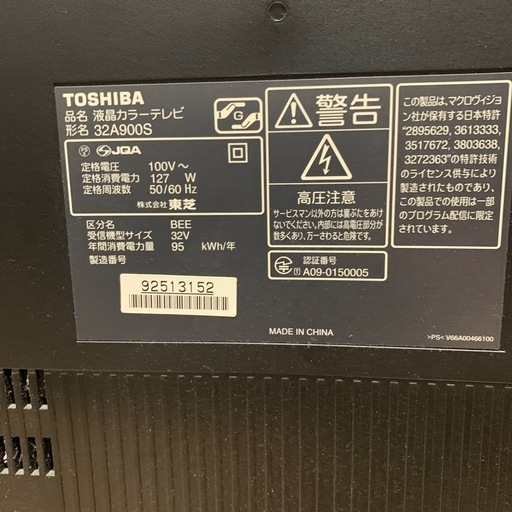 TOSHIBA
品名 液晶カラーテレビ
形名 32A900S
G
JQA
定格電圧 100V～
定格消費電力 127 W
定格周波数 50/60 Hz
株式会社 東芝
区分名 BEE
受信機型サイズ 32V
年間消費電力量 95 kWh/年
製造番号
92513152
警告
高圧注意
サービスマン以外の方は裏ぶたをあけ
ないでください。内部には高電圧部分が
数多くあり、万一さわると危険です。
認証番号
T A09-0150005
MADE IN CHINA
この製品は、マクロヴィジョ
ン社が保有する日本特許
"2895629, 3613333,
3517672, 3803638,
3272363" の特許技術
のライセンス供与により
製造されたものであり、こ
の製品での使用は一部
のプログラム配信に限定
されています。
>PS< V66A00466100